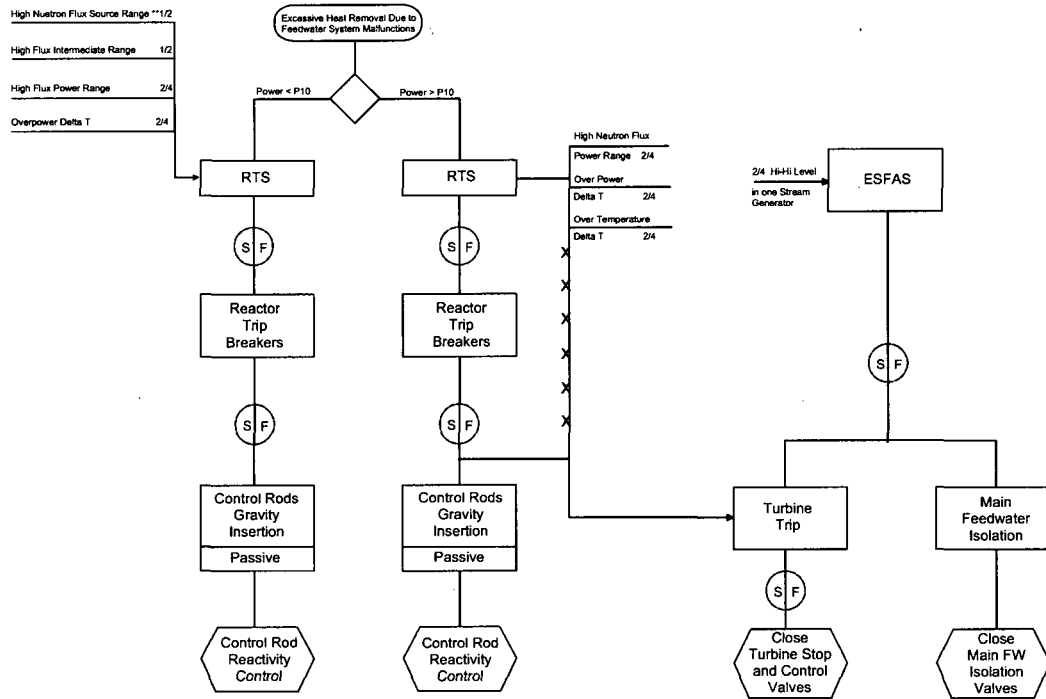 High Nuetron Flux Source Range **1/2
High Flux Intermediate Range 1/2
High Flux Power Range 2/4
Overpower Delta T 2/4
Excessive Heat Removal Due to
Feedwater System Malfunctions
Power < P10
Power > P10
RTS
RTS
High Neutron Flux
Power Range 2/4
Over Power
Delta T 2/4
Over Temperature
Delta T 2/4
2/4 Hi-Hi Level
in one Stream
Generator
ESFAS
S F
S F
X
X
X
X
X
X
Reactor
Trip
Breakers
Reactor
Trip
Breakers
S F
S F
S F
Control Rods
Gravity
Insertion
Passive
Control Rods
Gravity
Insertion
Passive
Turbine
Trip
Main
Feedwater
Isolation
S F
Control Rod
Reactivity
Control
Control Rod
Reactivity
Control
Close
Turbine Stop
and Control
Valves
Close
Main FW
Isolation
Valves